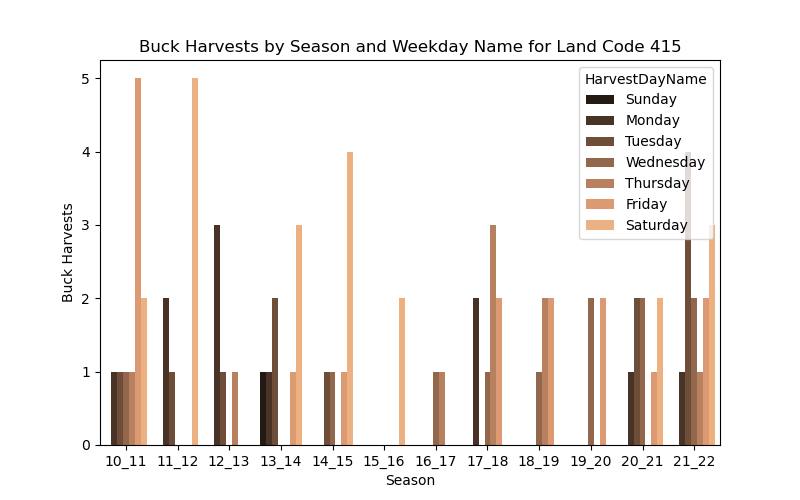 Buck Harvests by Season and Weekday Name for Land Code 415
HarvestDayName
Sunday
Monday
Tuesday
Wednesday
Thursday
Friday
Saturday
Buck Harvests
5
4
3
2
1
0
10_11 11_12 12_13 13_14 14_15 15_16 16_17 17_18 18_19 19_20 20_21 21_22
Season